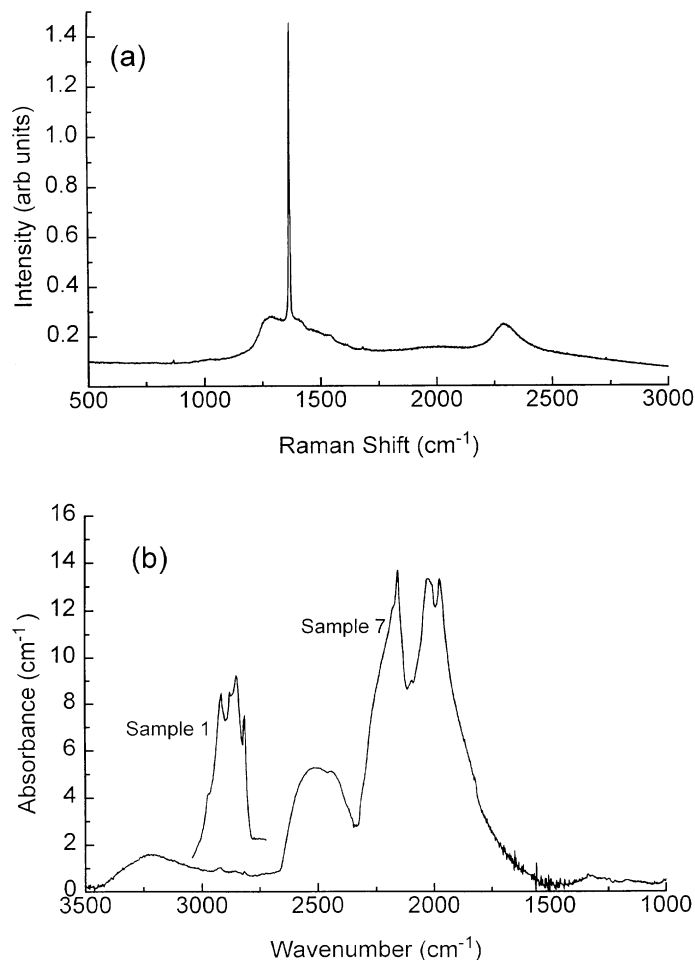 (a)
Intensity (arb units)
1.4
1.2
1.0
0.8
0.6
0.4
0.2
500 1000 1500 2000 2500 3000
Raman Shift (cm-1)
(b)
Absorbance (cm-1)
16
14
12
10
8
6
4
2
0
Sample 7
Sample 1
3500 3000 2500 2000 1500 1000
Wavenumber (cm-1)